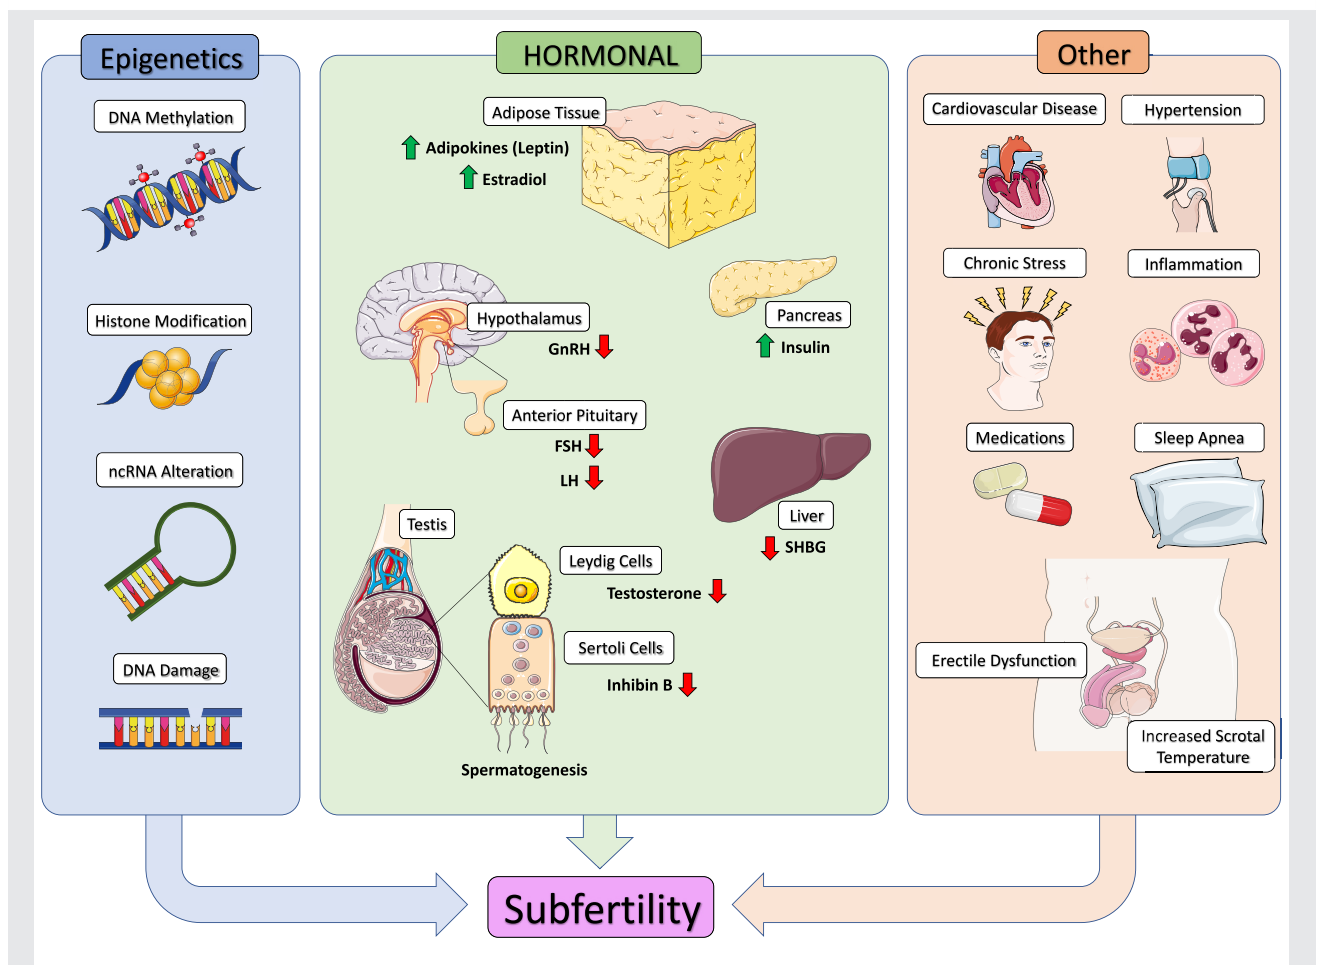 Epigenetics
DNA Methylation
Histone Modification
ncRNA Alteration
DNA Damage
HORMONAL
Adipose Tissue
Adipokines (Leptin)
Estradiol
Hypothalamus
GnRH
Pancreas
Insulin
Anterior Pituitary
FSH
LH
Liver
SHBG
Testis
Leydig Cells
Testosterone
Sertoli Cells
Inhibin B
Spermatogenesis
Other
Cardiovascular Disease
Hypertension
Chronic Stress
Inflammation
Medications
Sleep Apnea
Erectile Dysfunction
Increased Scrotal
Temperature
Subfertility